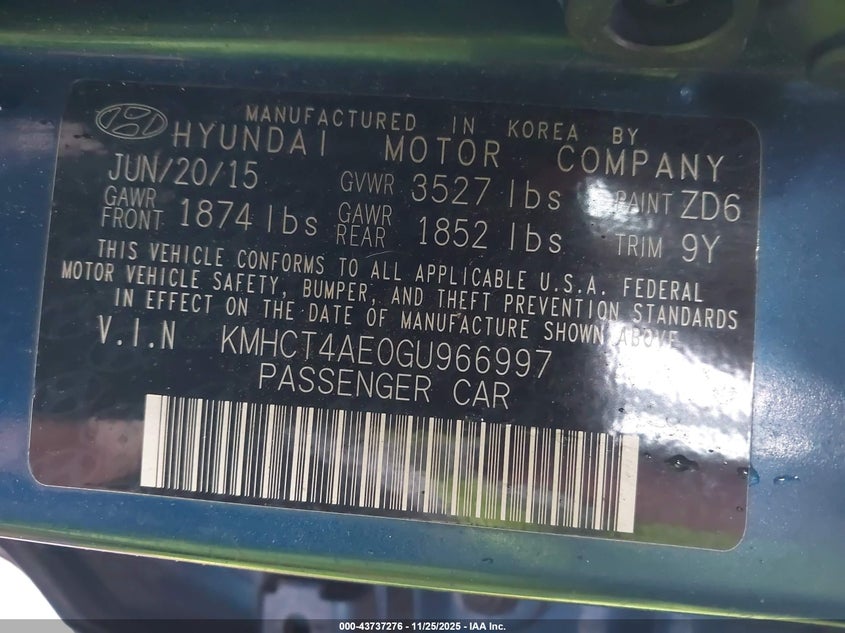 MANUFACTURED IN KOREA BY
HYUNDAI MOTOR COMPANY
JUN/20/15 GVWR 3527 lbs PAINT ZD6
GAWR FRONT 1874 lbs GAWR REAR 1852 lbs TRIM 9Y
THIS VEHICLE CONFORMS TO ALL APPLICABLE U.S.A. FEDERAL
MOTOR VEHICLE SAFETY, BUMPER, AND THEFT PREVENTION STANDARDS
IN EFFECT ON THE DATE OF MANUFACTURE SHOWN ABOVE
V.I.N KMHCT4AE0GU966997
PASSENGER CAR
000-43737276 - 11/25/2025 - IAA Inc.